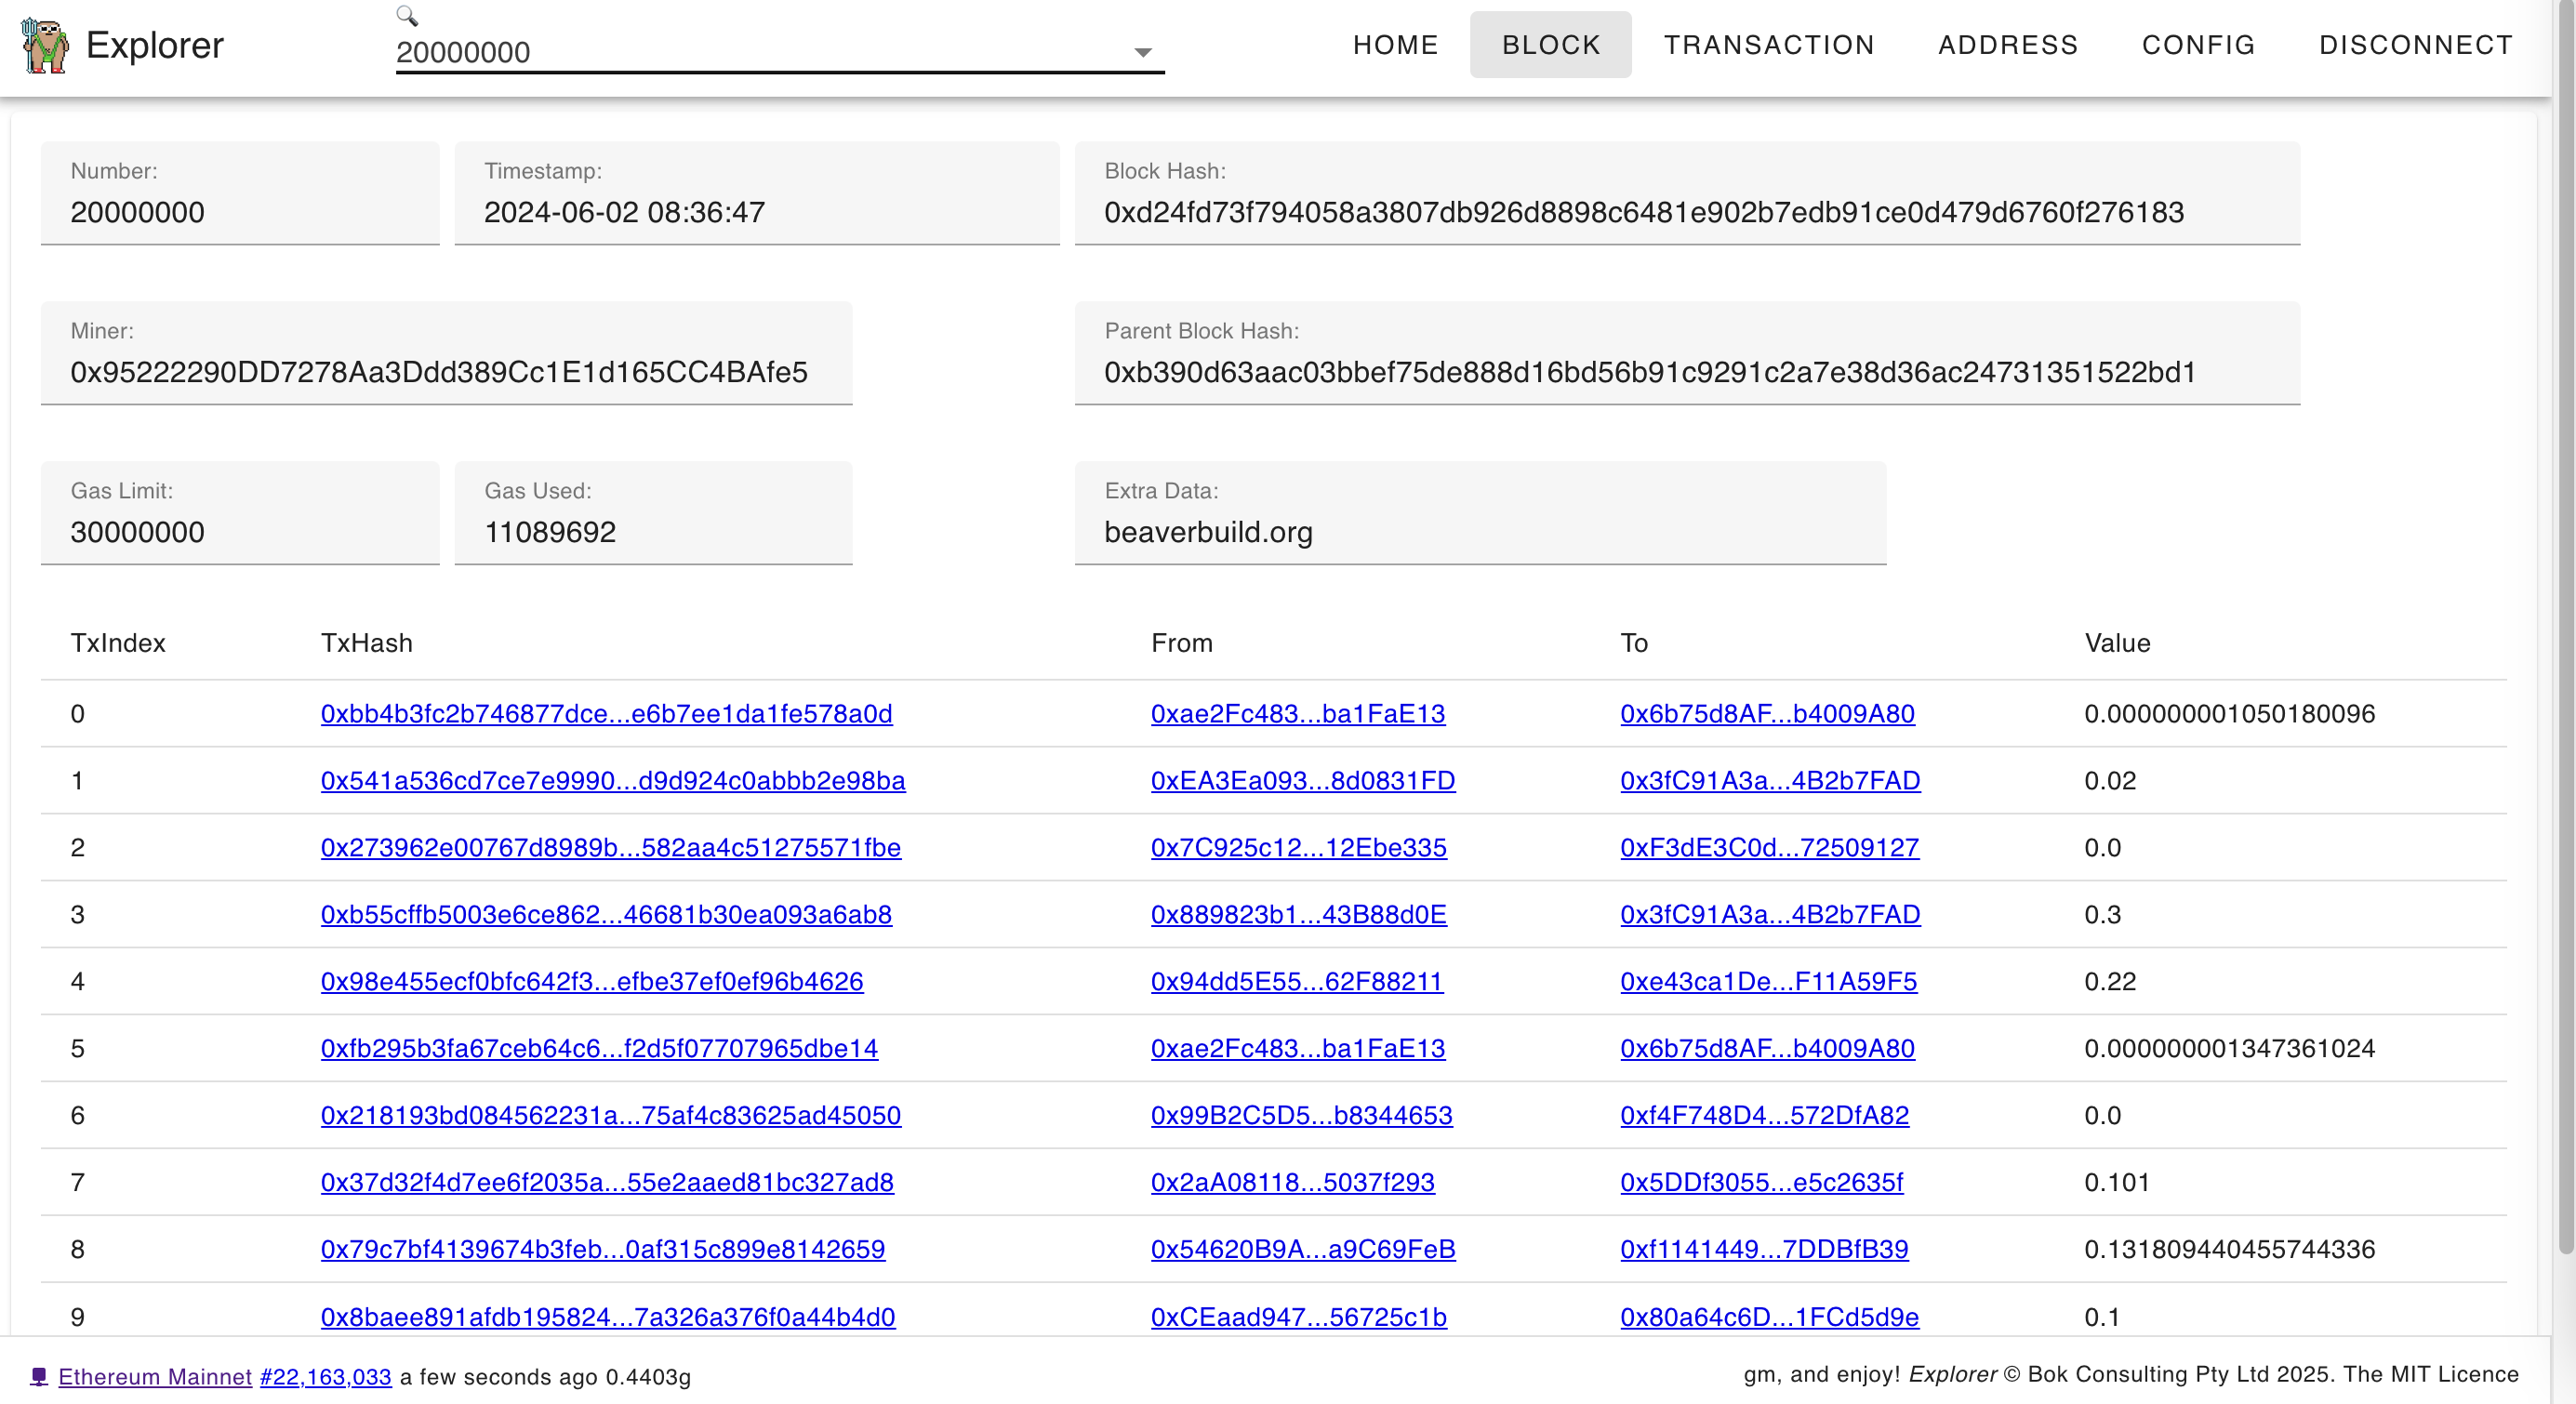 Explorer
20000000
HOME BLOCK TRANSACTION ADDRESS CONFIG DISCONNECT
Number: Timestamp: Block Hash:
20000000 2024-06-02 08:36:47 0xd24fd73f794058a3807db926d8898c6481e902b7edb91ce0d479d6760f276183
Miner: Parent Block Hash:
0x95222290DD7278Aa3Ddd389Cc1E1d165CC4BAfe5 0xb390d63aac03bbef75de888d16bd56b91c9291c2a7e38d36ac24731351522bd1
Gas Limit: Gas Used: Extra Data:
30000000 11089692 beaverbuild.org
TxIndex TxHash From To Value
0 0xbb4b3fc2b746877dce...e6b7ee1da1fe578a0d 0xae2Fc483...ba1FaE13 0x6b75d8AF...b4009A80 0.000000001050180096
1 0x541a536cd7ce7e9990...d9d924c0abbb2e98ba 0xEA3Ea093...8d0831FD 0x3fC91A3a...4B2b7FAD 0.02
2 0x273962e00767d8989b...582aa4c51275571fbe 0x7C925c12...12Ebe335 0xF3dE3C0d...72509127 0.0
3 0xb55cffb5003e6ce862...46681b30ea093a6ab8 0x889823b1...43B88d0E 0x3fC91A3a...4B2b7FAD 0.3
4 0x98e455ecf0bfc642f3...efbe37ef0ef96b4626 0x94dd5E55...62F88211 0xe43ca1De...F11A59F5 0.22
5 0xfb295b3fa67ceb64c6...f2d5f07707965dbe14 0xae2Fc483...ba1FaE13 0x6b75d8AF...b4009A80 0.000000001347361024
6 0x218193bd084562231a...75af4c83625ad45050 0x99B2C5D5...b8344653 0xf4F748D4...572DfA82 0.0
7 0x37d32f4d7ee6f2035a...55e2aaed81bc327ad8 0x2aA08118...5037f293 0x5DDf3055...e5c2635f 0.101
8 0x79c7bf4139674b3feb...0af315c899e8142659 0x54620B9A...a9C69FeB 0xf1141449...7DDBfB39 0.131809440455744336
9 0x8baee891afdb195824...7a326a376f0a44b4d0 0xCEaad947...56725c1b 0x80a64c6D...1FCd5d9e 0.1
Ethereum Mainnet #22,163,033 a few seconds ago 0.4403g
gm, and enjoy! Explorer © Bok Consulting Pty Ltd 2025. The MIT Licence